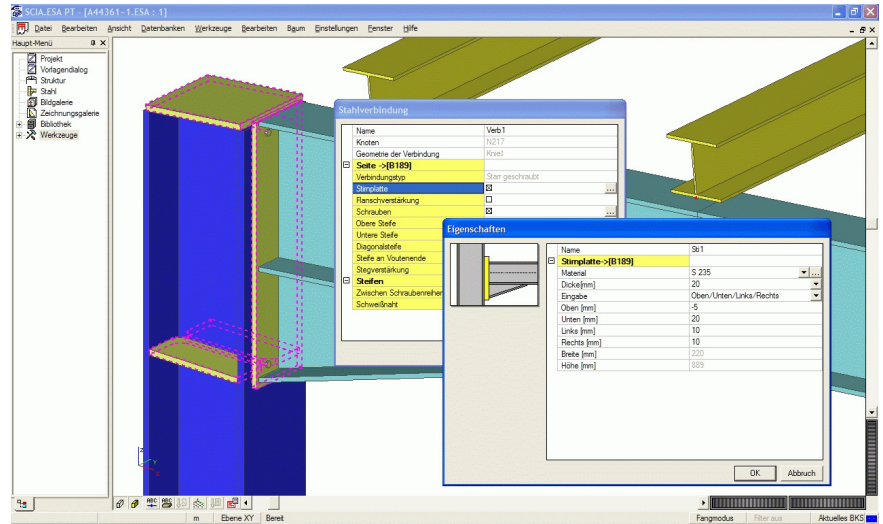 SCIA.ESA PT - [A44361-1.ESA : 1]
Datei Bearbeiten Ansicht Datenbanken Werkzeuge Bearbeiten Baum Einstellungen Fenster Hilfe
Haupt-Menü
Projekt
Vorlagendialog
Struktur
Stahl
Bildgalerie
Zeichnungsgalerie
Bibliothek
Werkzeuge
Stahlverbindung
Name Verb1
Knoten N217
Geometrie der Verbindung Knie1
Seite ->[B189]
Verbindungstyp Starr geschraubt
Stirnplatte ...
Flanschverstärkung
Schrauben ...
Obere Steife
Untere Steife
Diagonalsteife
Steife an Voutenende
Stegverstärkung
Steifen
Zwischen Schraubenreihen
Schweißnaht
Eigenschaften
Name Sti1
Stirnplatte->[B189]
Material S 235 ...
Dicke[mm] 20
Eingabe Oben/Unten/Links/Rechts
Oben [mm] -5
Unten [mm] 20
Links [mm] 10
Rechts [mm] 10
Breite [mm] 220
Höhe [mm] 889
OK Abbruch
z
Y
x
ABC ABC
m Ebene XY Bereit Fangmodus Filter aus Aktuelles BKS